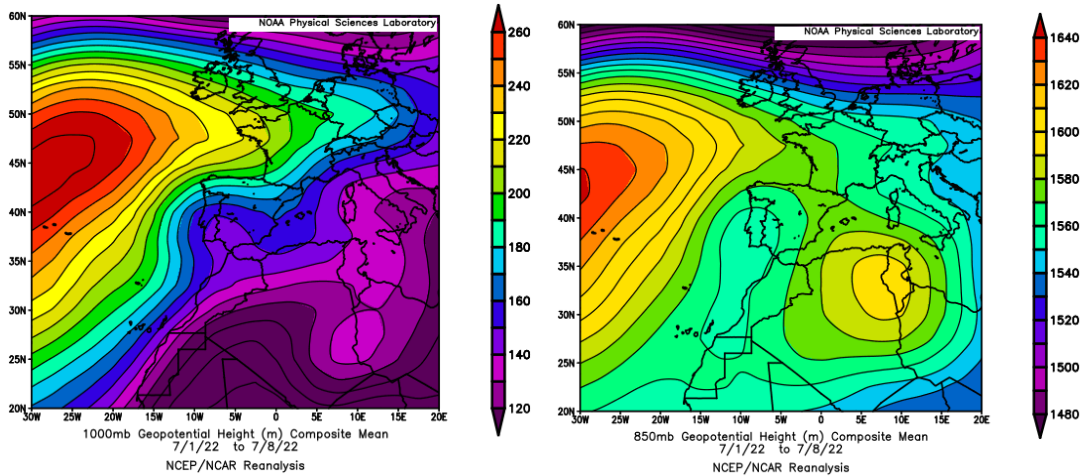 NOAA Physical Sciences Laboratory
60N
55N
50N
45N
40N
35N
30N
25N
20N
30W 25W 20W 15W 10W 5W 0 5E 10E 15E 20E
260
240
220
200
180
160
140
120
1000mb Geopotential Height (m) Composite Mean
7/1/22 to 7/8/22
NCEP/NCAR Reanalysis
NOAA Physical Sciences Laboratory
60N
55N
50N
45N
40N
35N
30N
25N
20N
30W 25W 20W 15W 10W 5W 0 5E 10E 15E 20E
1640
1620
1600
1580
1560
1540
1530
1520
1510
1500
1490
1480
850mb Geopotential Height (m) Composite Mean
7/1/22 to 7/8/22
NCEP/NCAR Reanalysis